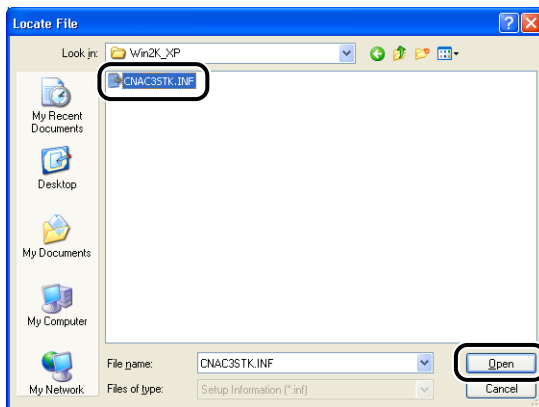 Locate File
Look in:
Win2K_XP
CNAC3STK.INF
My Recent
Documents
Desktop
My Documents
My Computer
My Network
File name:
CNAC3STK.INF
Open
Files of type:
Setup Information (*.inf)
Cancel